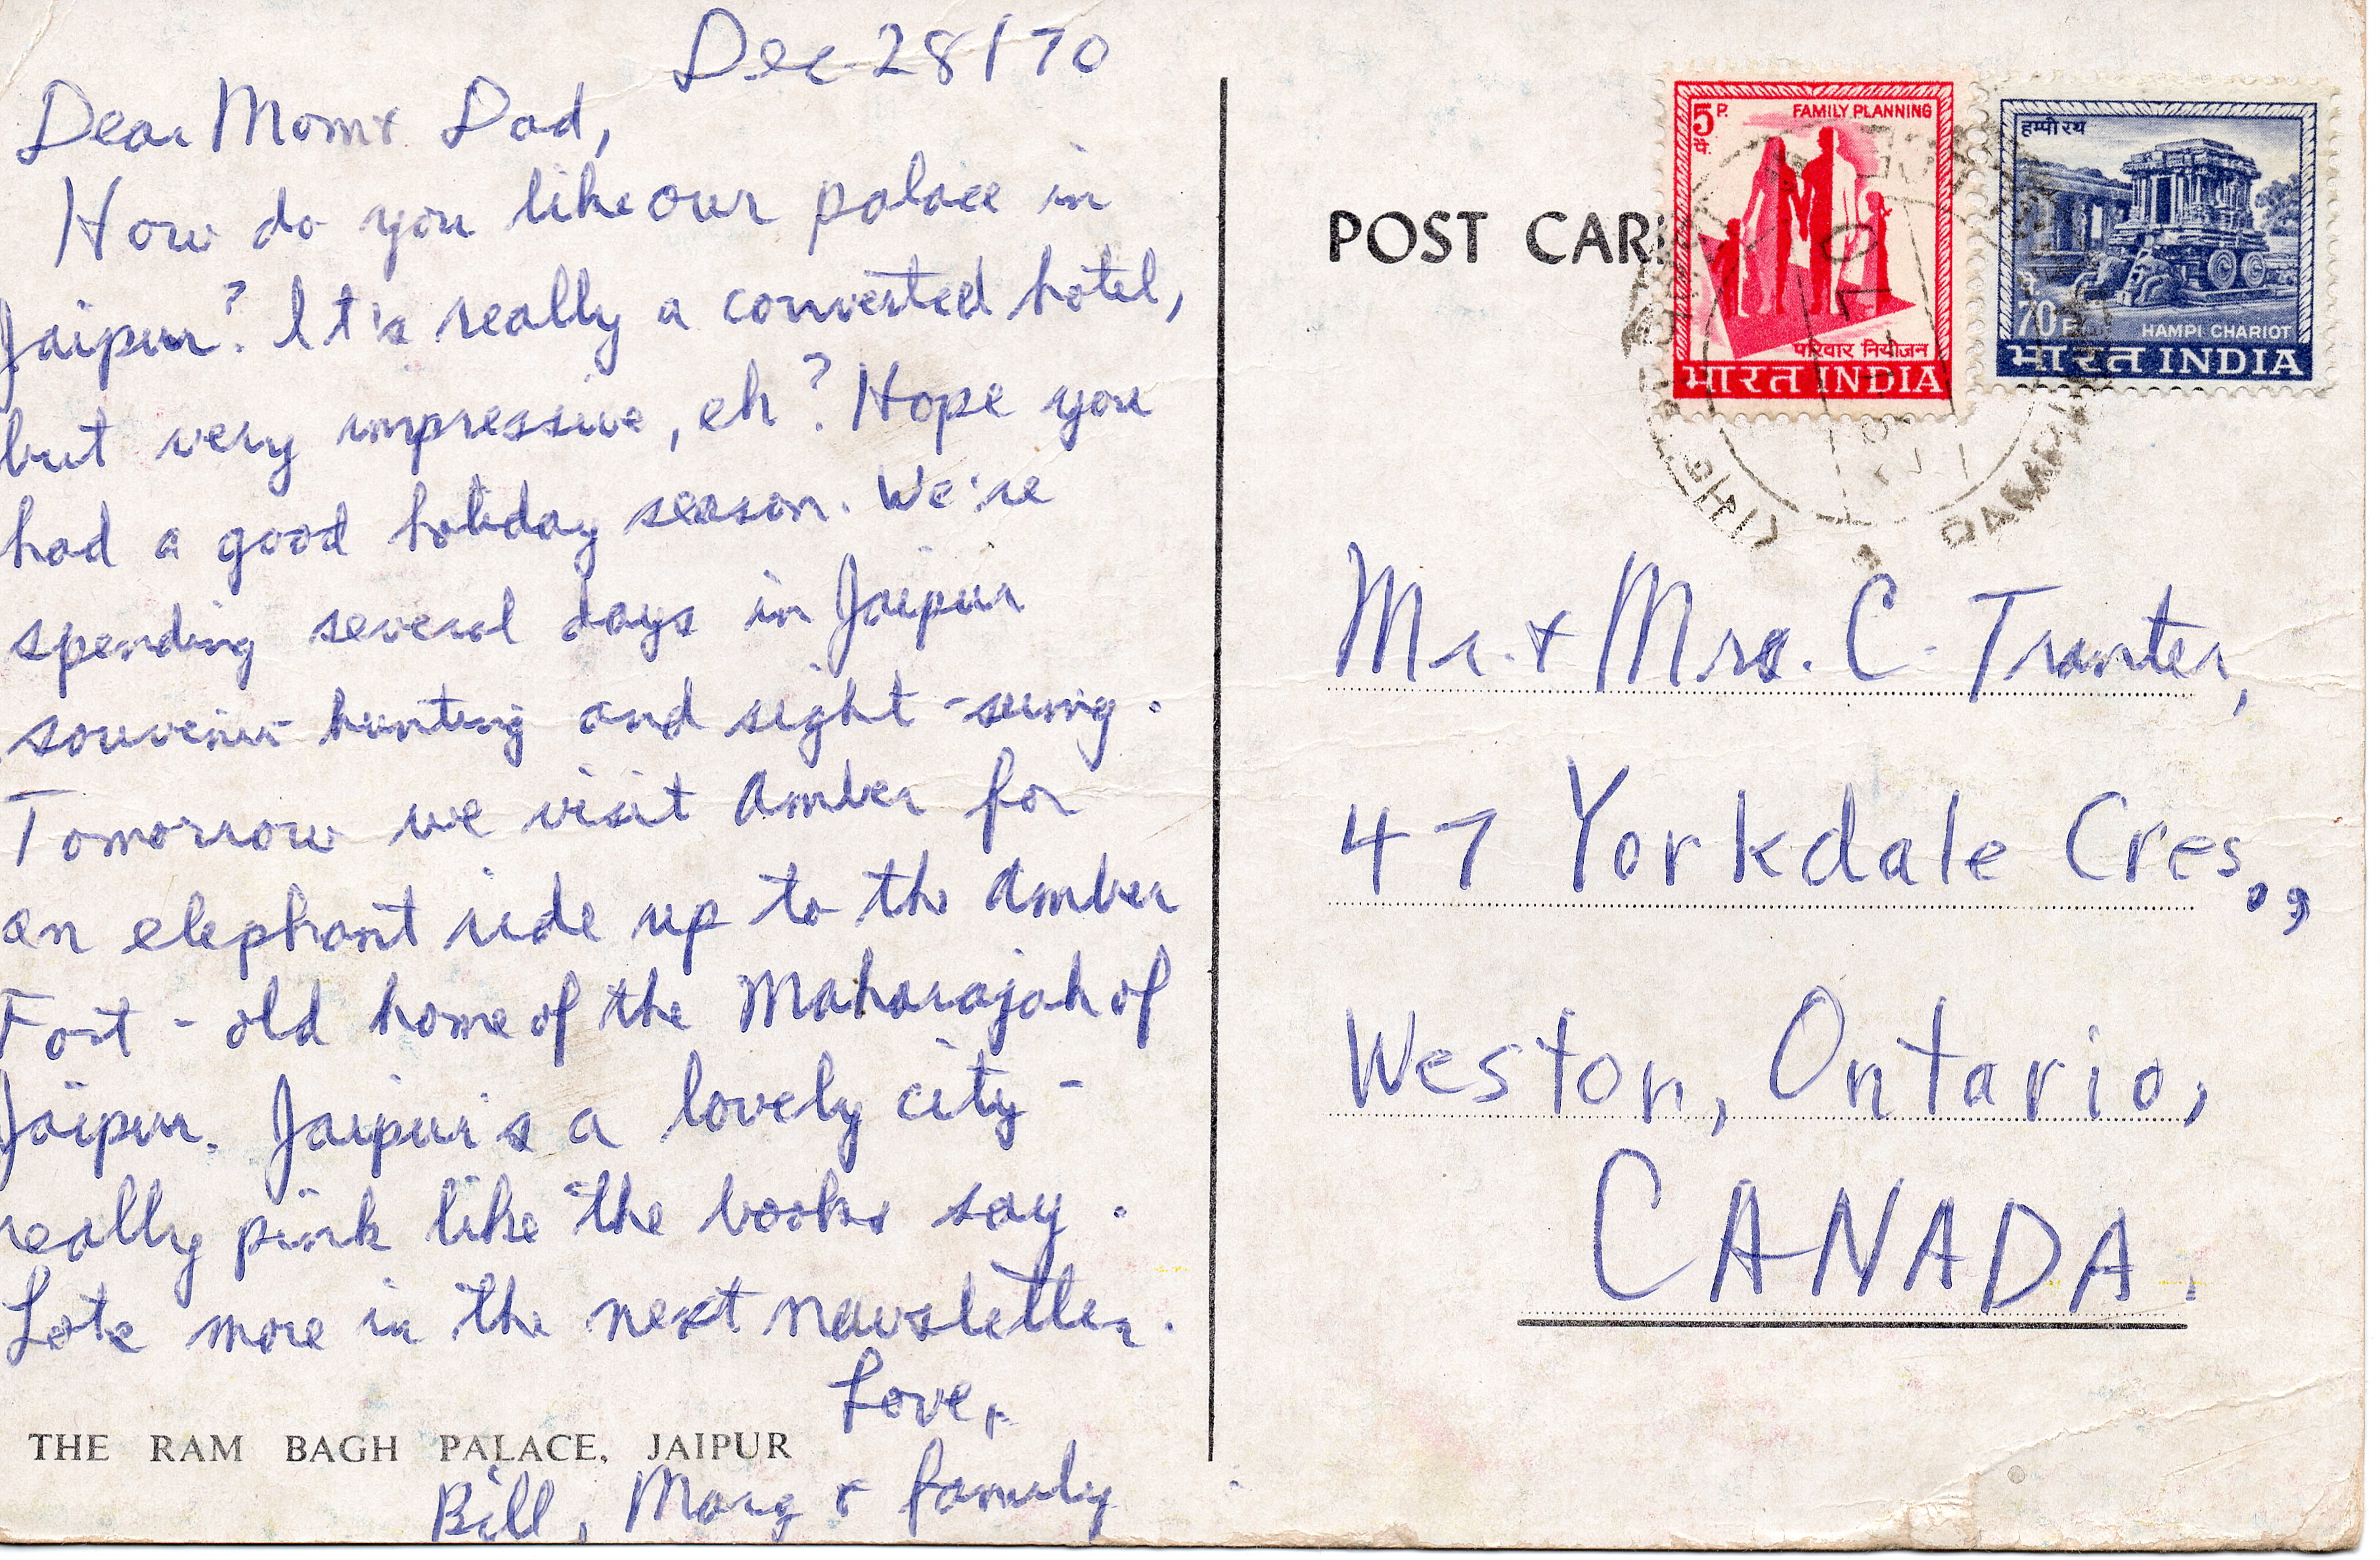 Dec 28/70
Dear Mom & Dad,
How do you like our palace in
Jaipur? It's really a converted hotel,
but very impressive, eh? Hope you
had a good holiday season. We're
spending several days in Jaipur
souvenir hunting and sight-seeing.
Tomorrow we visit Amber for
an elephant ride up to the Amber
Fort - old home of the Maharajah of
Jaipur. Jaipur's a lovely city -
really pink like the books say.
Lots more in the next newsletter.
Love,
THE RAM BAGH PALACE, JAIPUR
Bill, Marg & family
POST CAR
5 P.
पै.
FAMILY PLANNING
परिवार नियोजन
भारत INDIA
हम्पी रथ
70 P
HAMPI CHARIOT
भारत INDIA
Mr. & Mrs. C. Tranter,
47 Yorkdale Cres.,
Weston, Ontario,
CANADA.